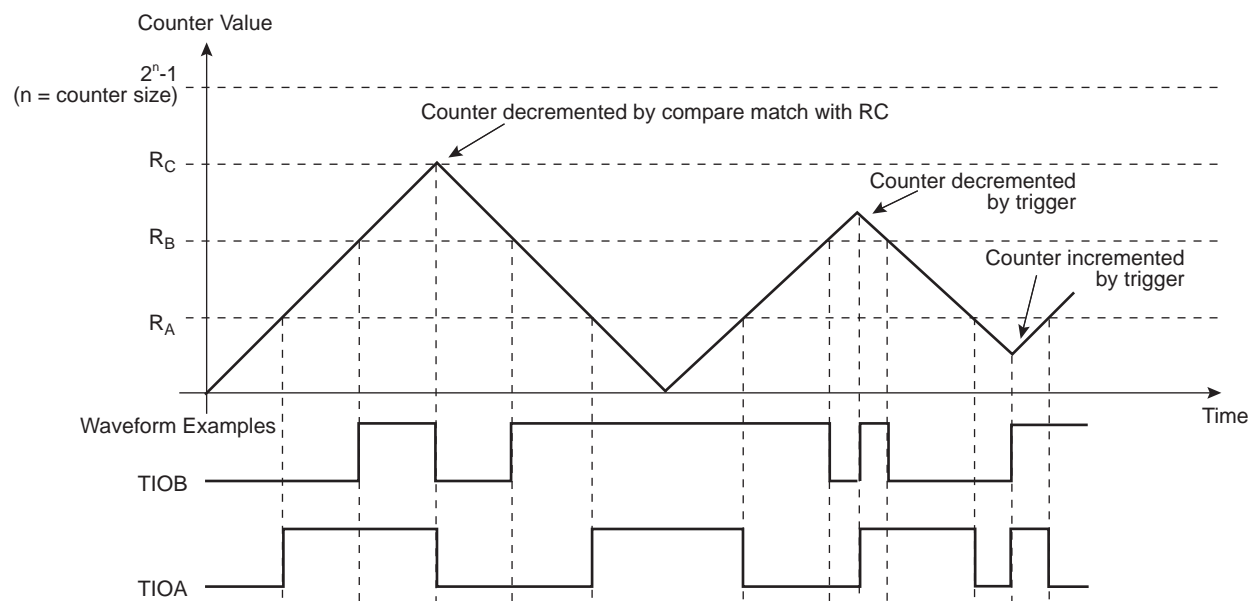 Counter Value
2ⁿ-1
(n = counter size)
Counter decremented by compare match with RC
R_C
Counter decremented
by trigger
R_B
Counter incremented
by trigger
R_A
Time
Waveform Examples
TIOB
TIOA